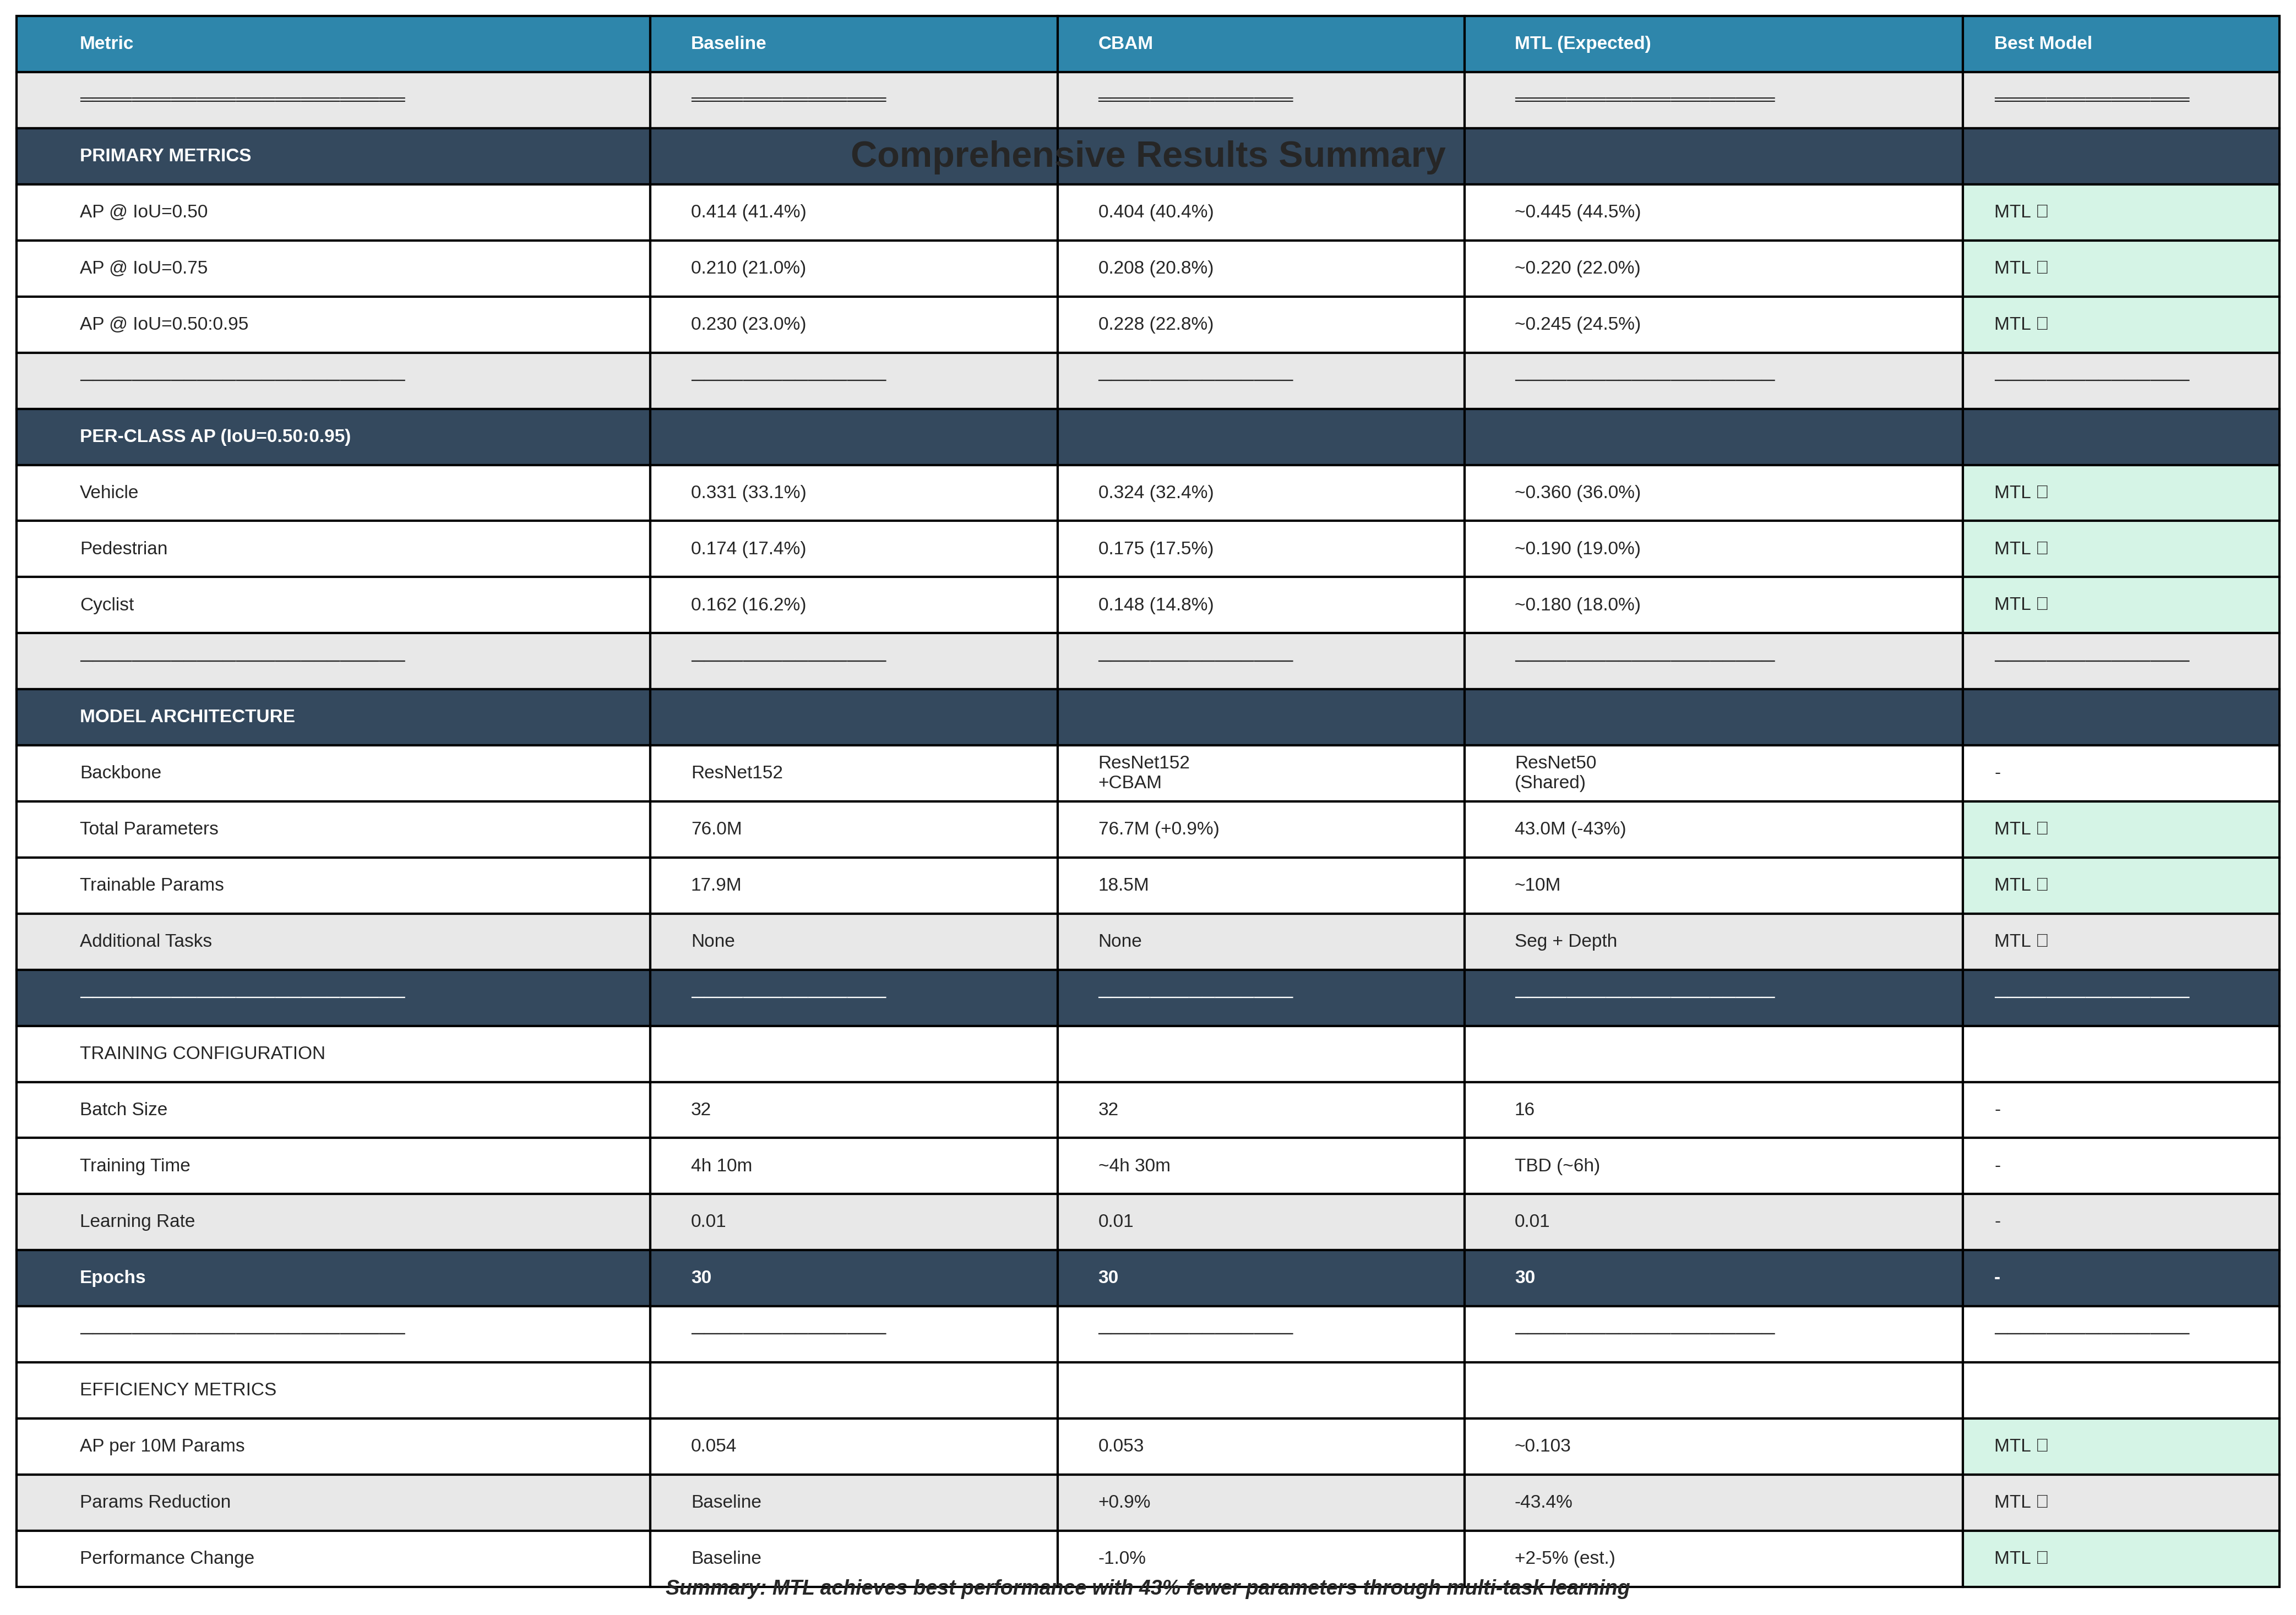 Metric Baseline CBAM MTL (Expected) Best Model
PRIMARY METRICS
Comprehensive Results Summary
AP @ IoU=0.50 0.414 (41.4%) 0.404 (40.4%) ~0.445 (44.5%) MTL
AP @ IoU=0.75 0.210 (21.0%) 0.208 (20.8%) ~0.220 (22.0%) MTL
AP @ IoU=0.50:0.95 0.230 (23.0%) 0.228 (22.8%) ~0.245 (24.5%) MTL
PER-CLASS AP (IoU=0.50:0.95)
Vehicle 0.331 (33.1%) 0.324 (32.4%) ~0.360 (36.0%) MTL
Pedestrian 0.174 (17.4%) 0.175 (17.5%) ~0.190 (19.0%) MTL
Cyclist 0.162 (16.2%) 0.148 (14.8%) ~0.180 (18.0%) MTL
MODEL ARCHITECTURE
Backbone ResNet152 ResNet152 +CBAM ResNet50 (Shared) -
Total Parameters 76.0M 76.7M (+0.9%) 43.0M (-43%) MTL
Trainable Params 17.9M 18.5M ~10M MTL
Additional Tasks None None Seg + Depth MTL
TRAINING CONFIGURATION
Batch Size 32 32 16 -
Training Time 4h 10m ~4h 30m TBD (~6h) -
Learning Rate 0.01 0.01 0.01 -
Epochs 30 30 30 -
EFFICIENCY METRICS
AP per 10M Params 0.054 0.053 ~0.103 MTL
Params Reduction Baseline +0.9% -43.4% MTL
Performance Change Baseline -1.0% +2-5% (est.) MTL
Summary: MTL achieves best performance with 43% fewer parameters through multi-task learning